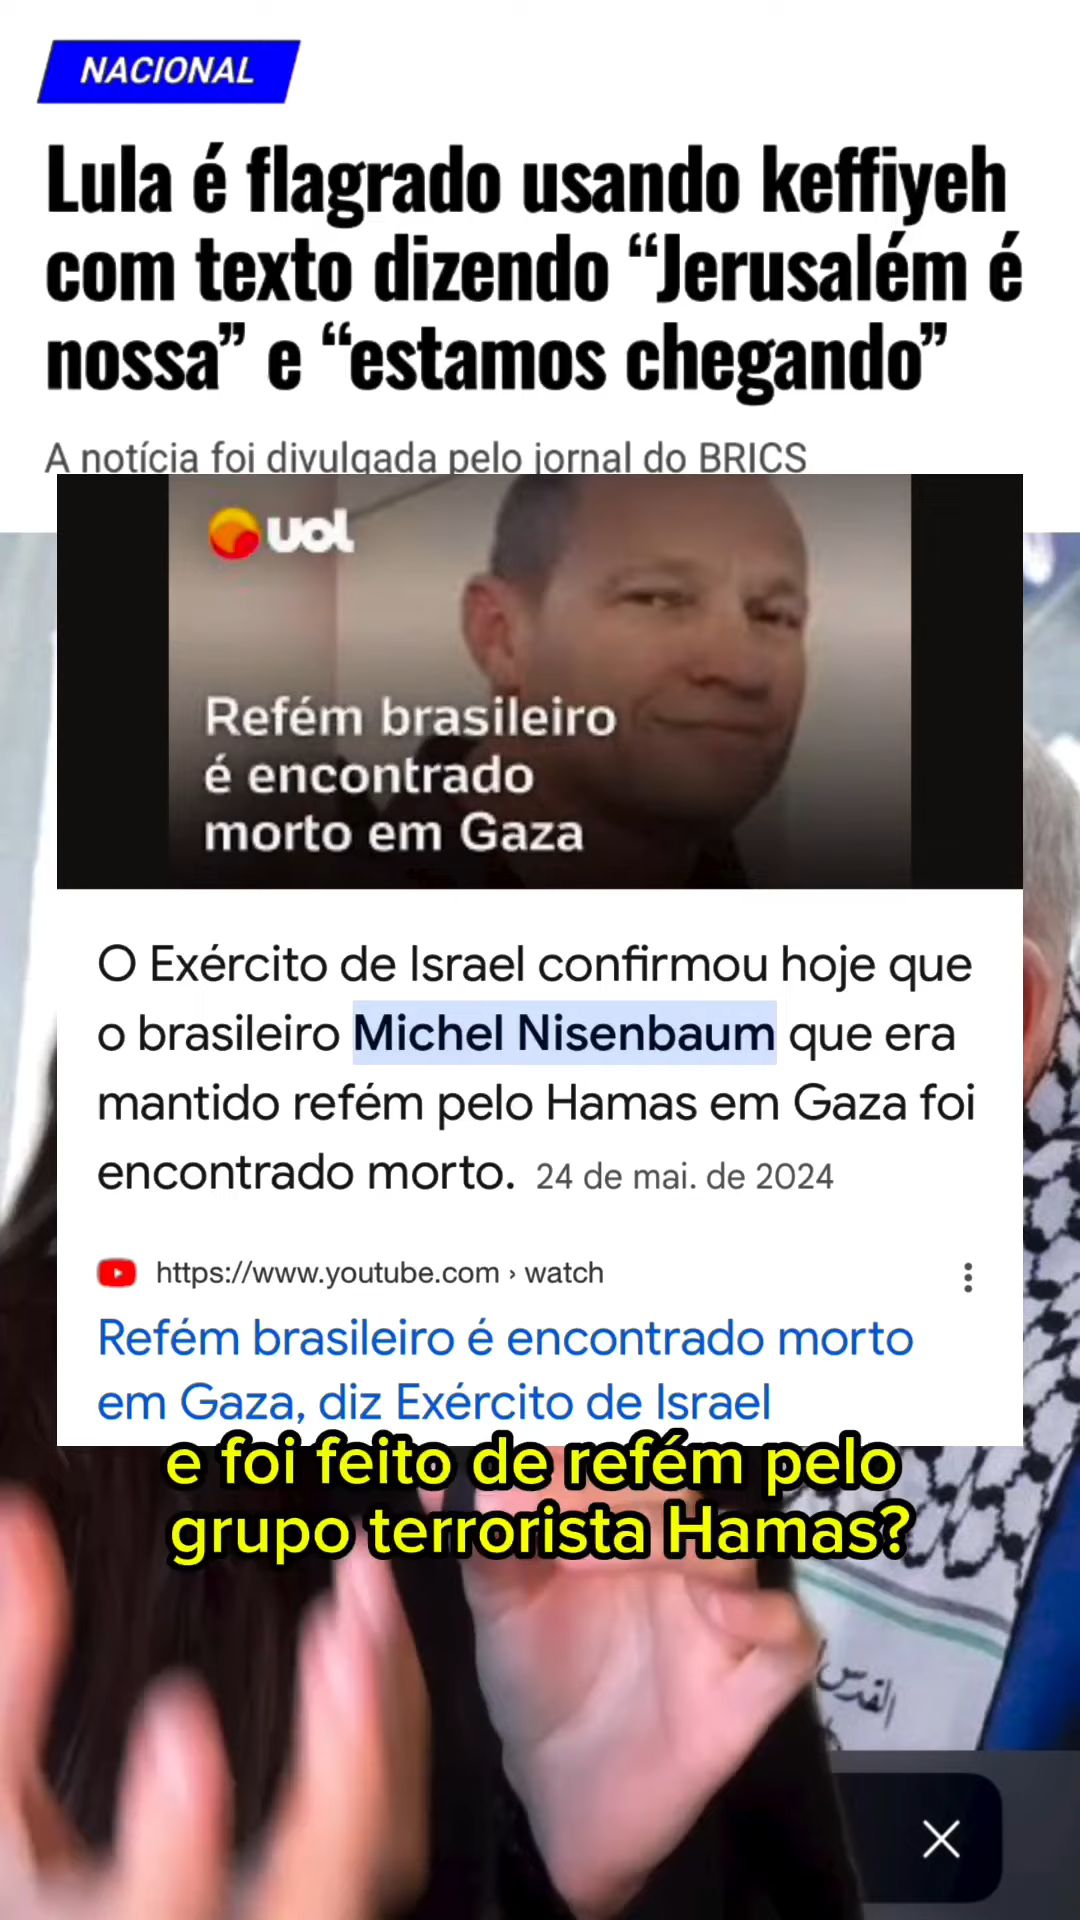 NACIONAL
Lula é flagrado usando keffiyeh
com texto dizendo “Jerusalém é
nossa” e “estamos chegando”
A notícia foi divulgada pelo jornal do BRICS
uol
Refém brasileiro
é encontrado
morto em Gaza
O Exército de Israel confirmou hoje que
o brasileiro Michel Nisenbaum que era
mantido refém pelo Hamas em Gaza foi
encontrado morto. 24 de mai. de 2024
https://www.youtube.com › watch
Refém brasileiro é encontrado morto
em Gaza, diz Exército de Israel
e foi feito de refém pelo
grupo terrorista Hamas?
القدس